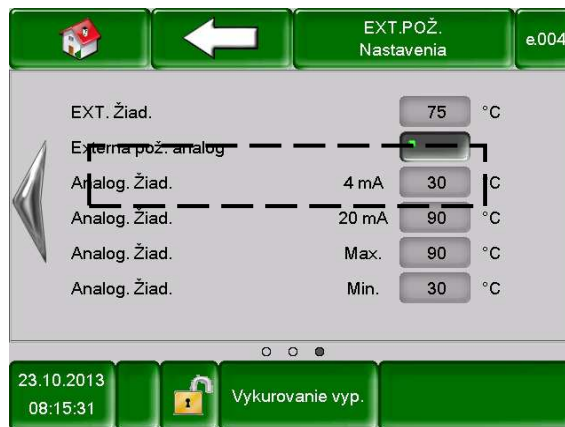 EXT.POŽ.
Nastavenia
e.004
EXT. Žiad. 75 °C
Externa pož. analog
Analog. Žiad. 4 mA 30 °C
Analog. Žiad. 20 mA 90 °C
Analog. Žiad. Max. 90 °C
Analog. Žiad. Min. 30 °C
23.10.2013
08:15:31
1
Vykurovanie vyp.